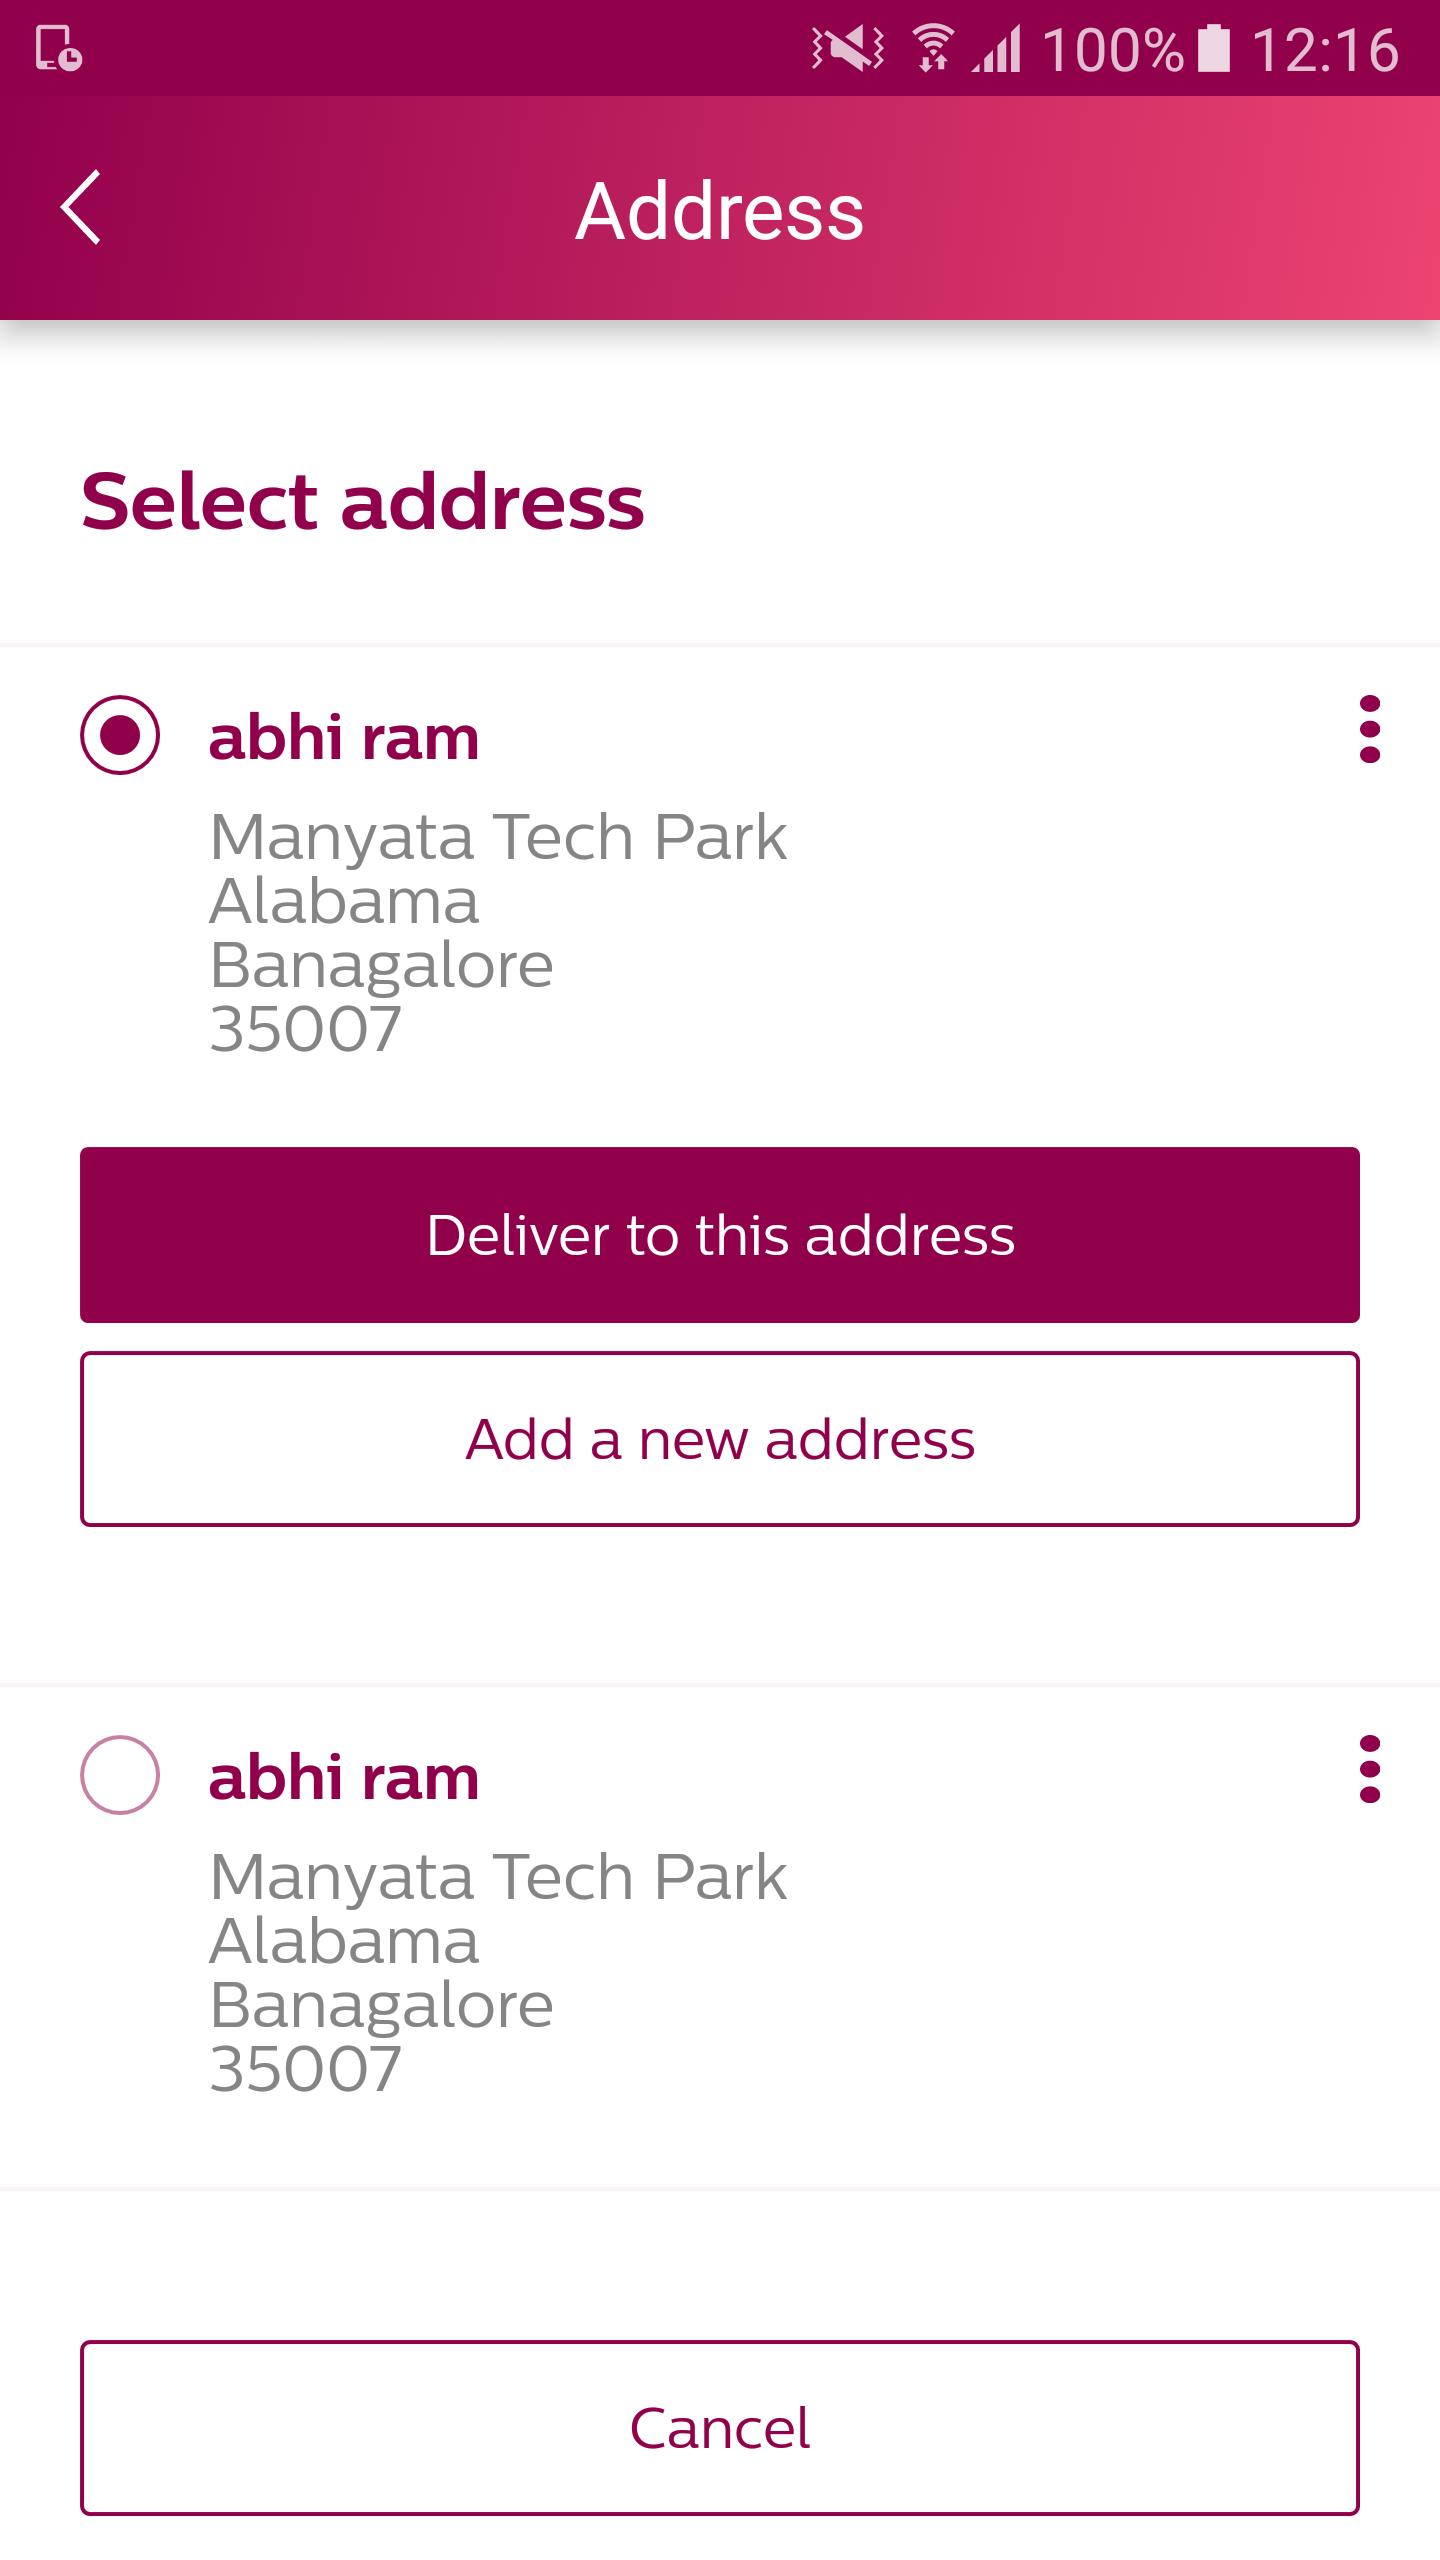 100% 12:16
Address
Select address
abhi ram
Manyata Tech Park
Alabama
Banagalore
35007
Deliver to this address
Add a new address
abhi ram
Manyata Tech Park
Alabama
Banagalore
35007
Cancel